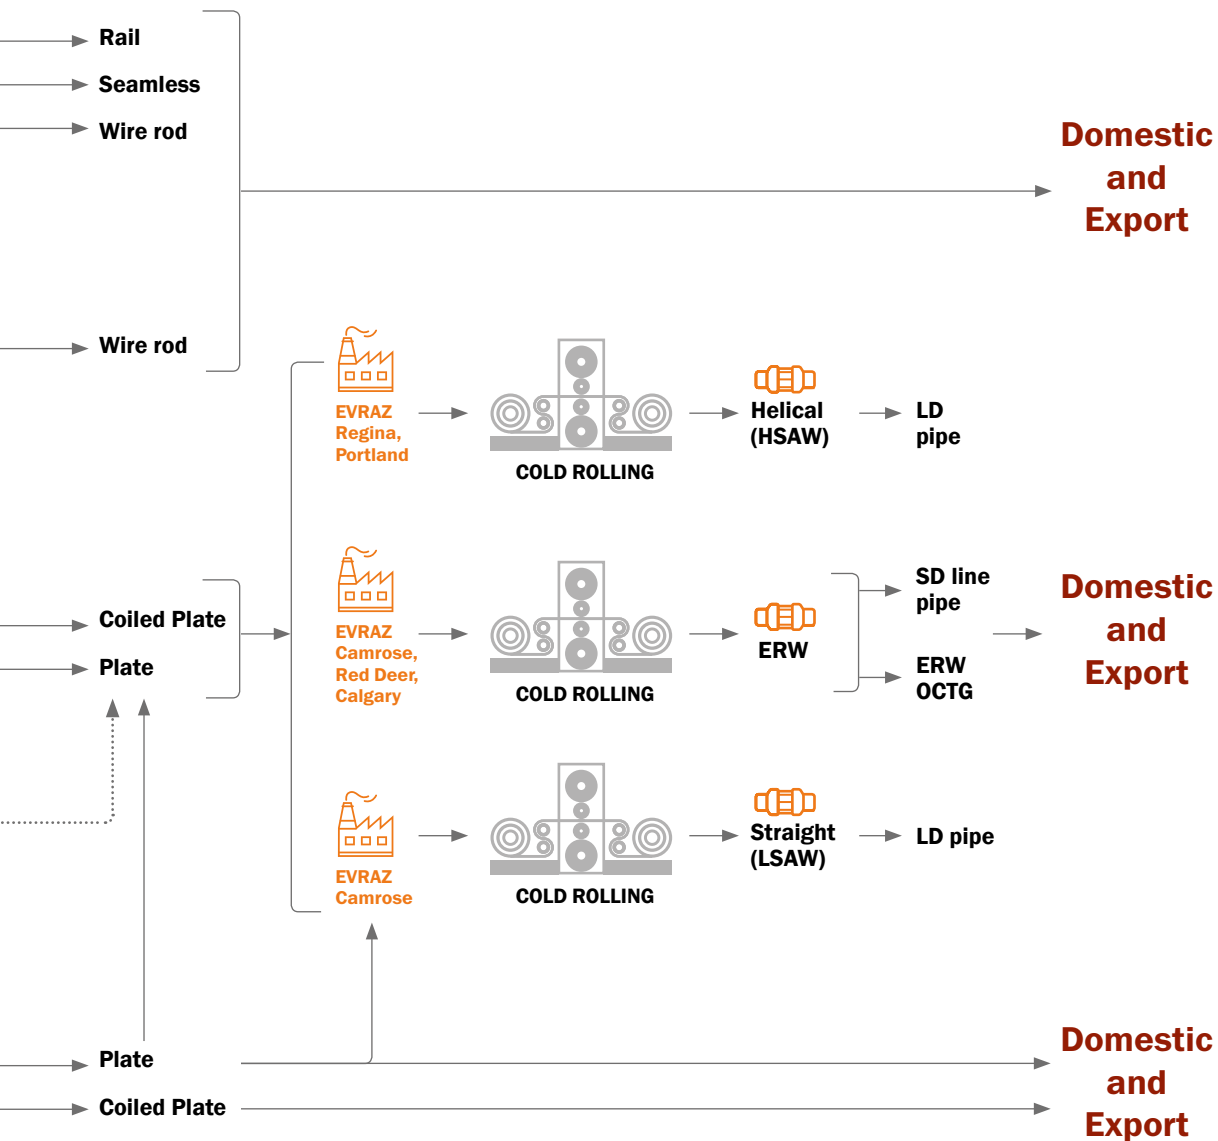 Rail
Seamless
Wire rod
Domestic
and
Export
Wire rod
EVRAZ
Regina,
Portland
COLD ROLLING
Helical
(HSAW)
LD
pipe
Coiled Plate
Plate
EVRAZ
Camrose,
Red Deer,
Calgary
COLD ROLLING
ERW
SD line
pipe
ERW
OCTG
Domestic
and
Export
EVRAZ
Camrose
COLD ROLLING
Straight
(LSAW)
LD pipe
Plate
Coiled Plate
Domestic
and
Export